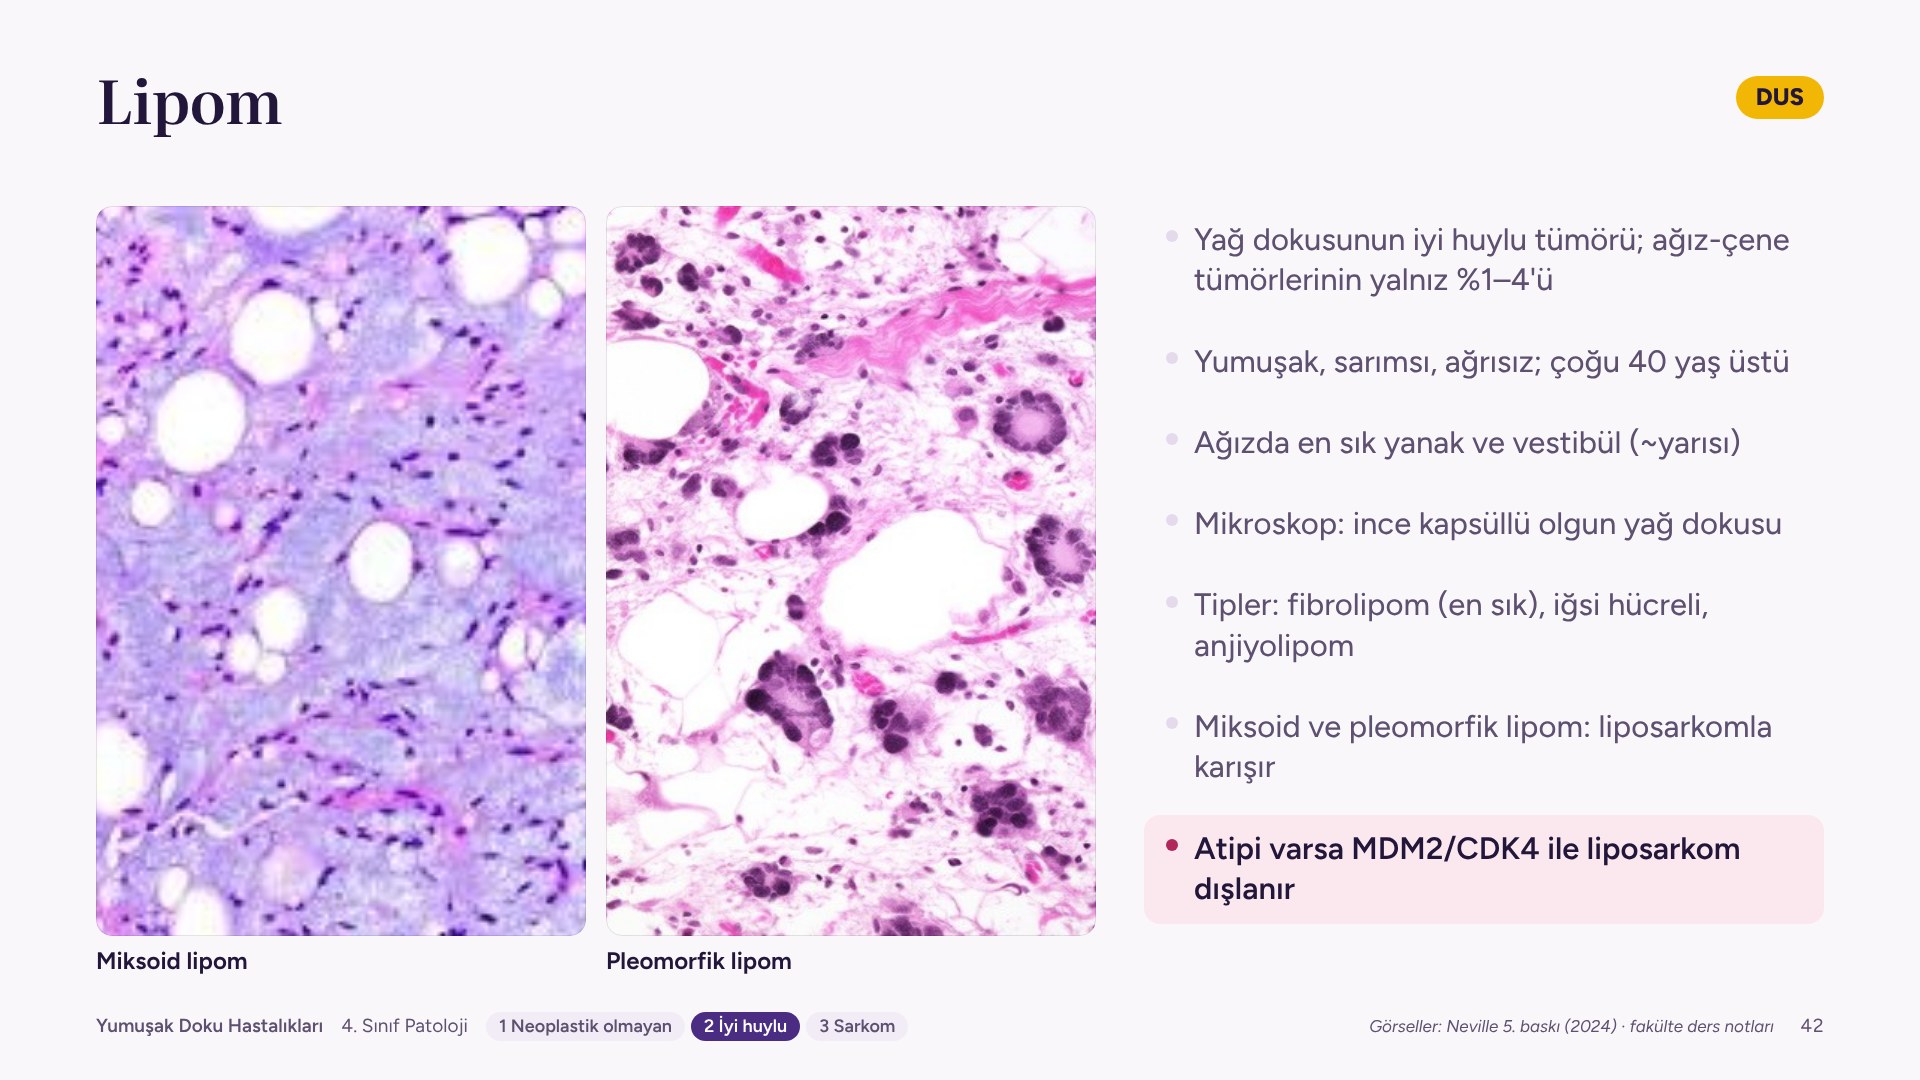 Lipom
DUS
Yağ dokusunun iyi huylu tümörü; ağız-çene
tümörlerinin yalnız %1–4'ü
Yumuşak, sarımsı, ağrısız; çoğu 40 yaş üstü
Ağızda en sık yanak ve vestibül (~yarısı)
Mikroskop: ince kapsüllü olgun yağ dokusu
Tipler: fibrolipom (en sık), iğsi hücreli,
anjiyolipom
Miksoid ve pleomorfik lipom: liposarkomla
karışır
Atipi varsa MDM2/CDK4 ile liposarkom
dışlanır
Miksoid lipom
Pleomorfik lipom
Yumuşak Doku Hastalıkları 4. Sınıf Patoloji 1 Neoplastik olmayan 2 İyi huylu 3 Sarkom
Görseller: Neville 5. baskı (2024) · fakülte ders notları 42